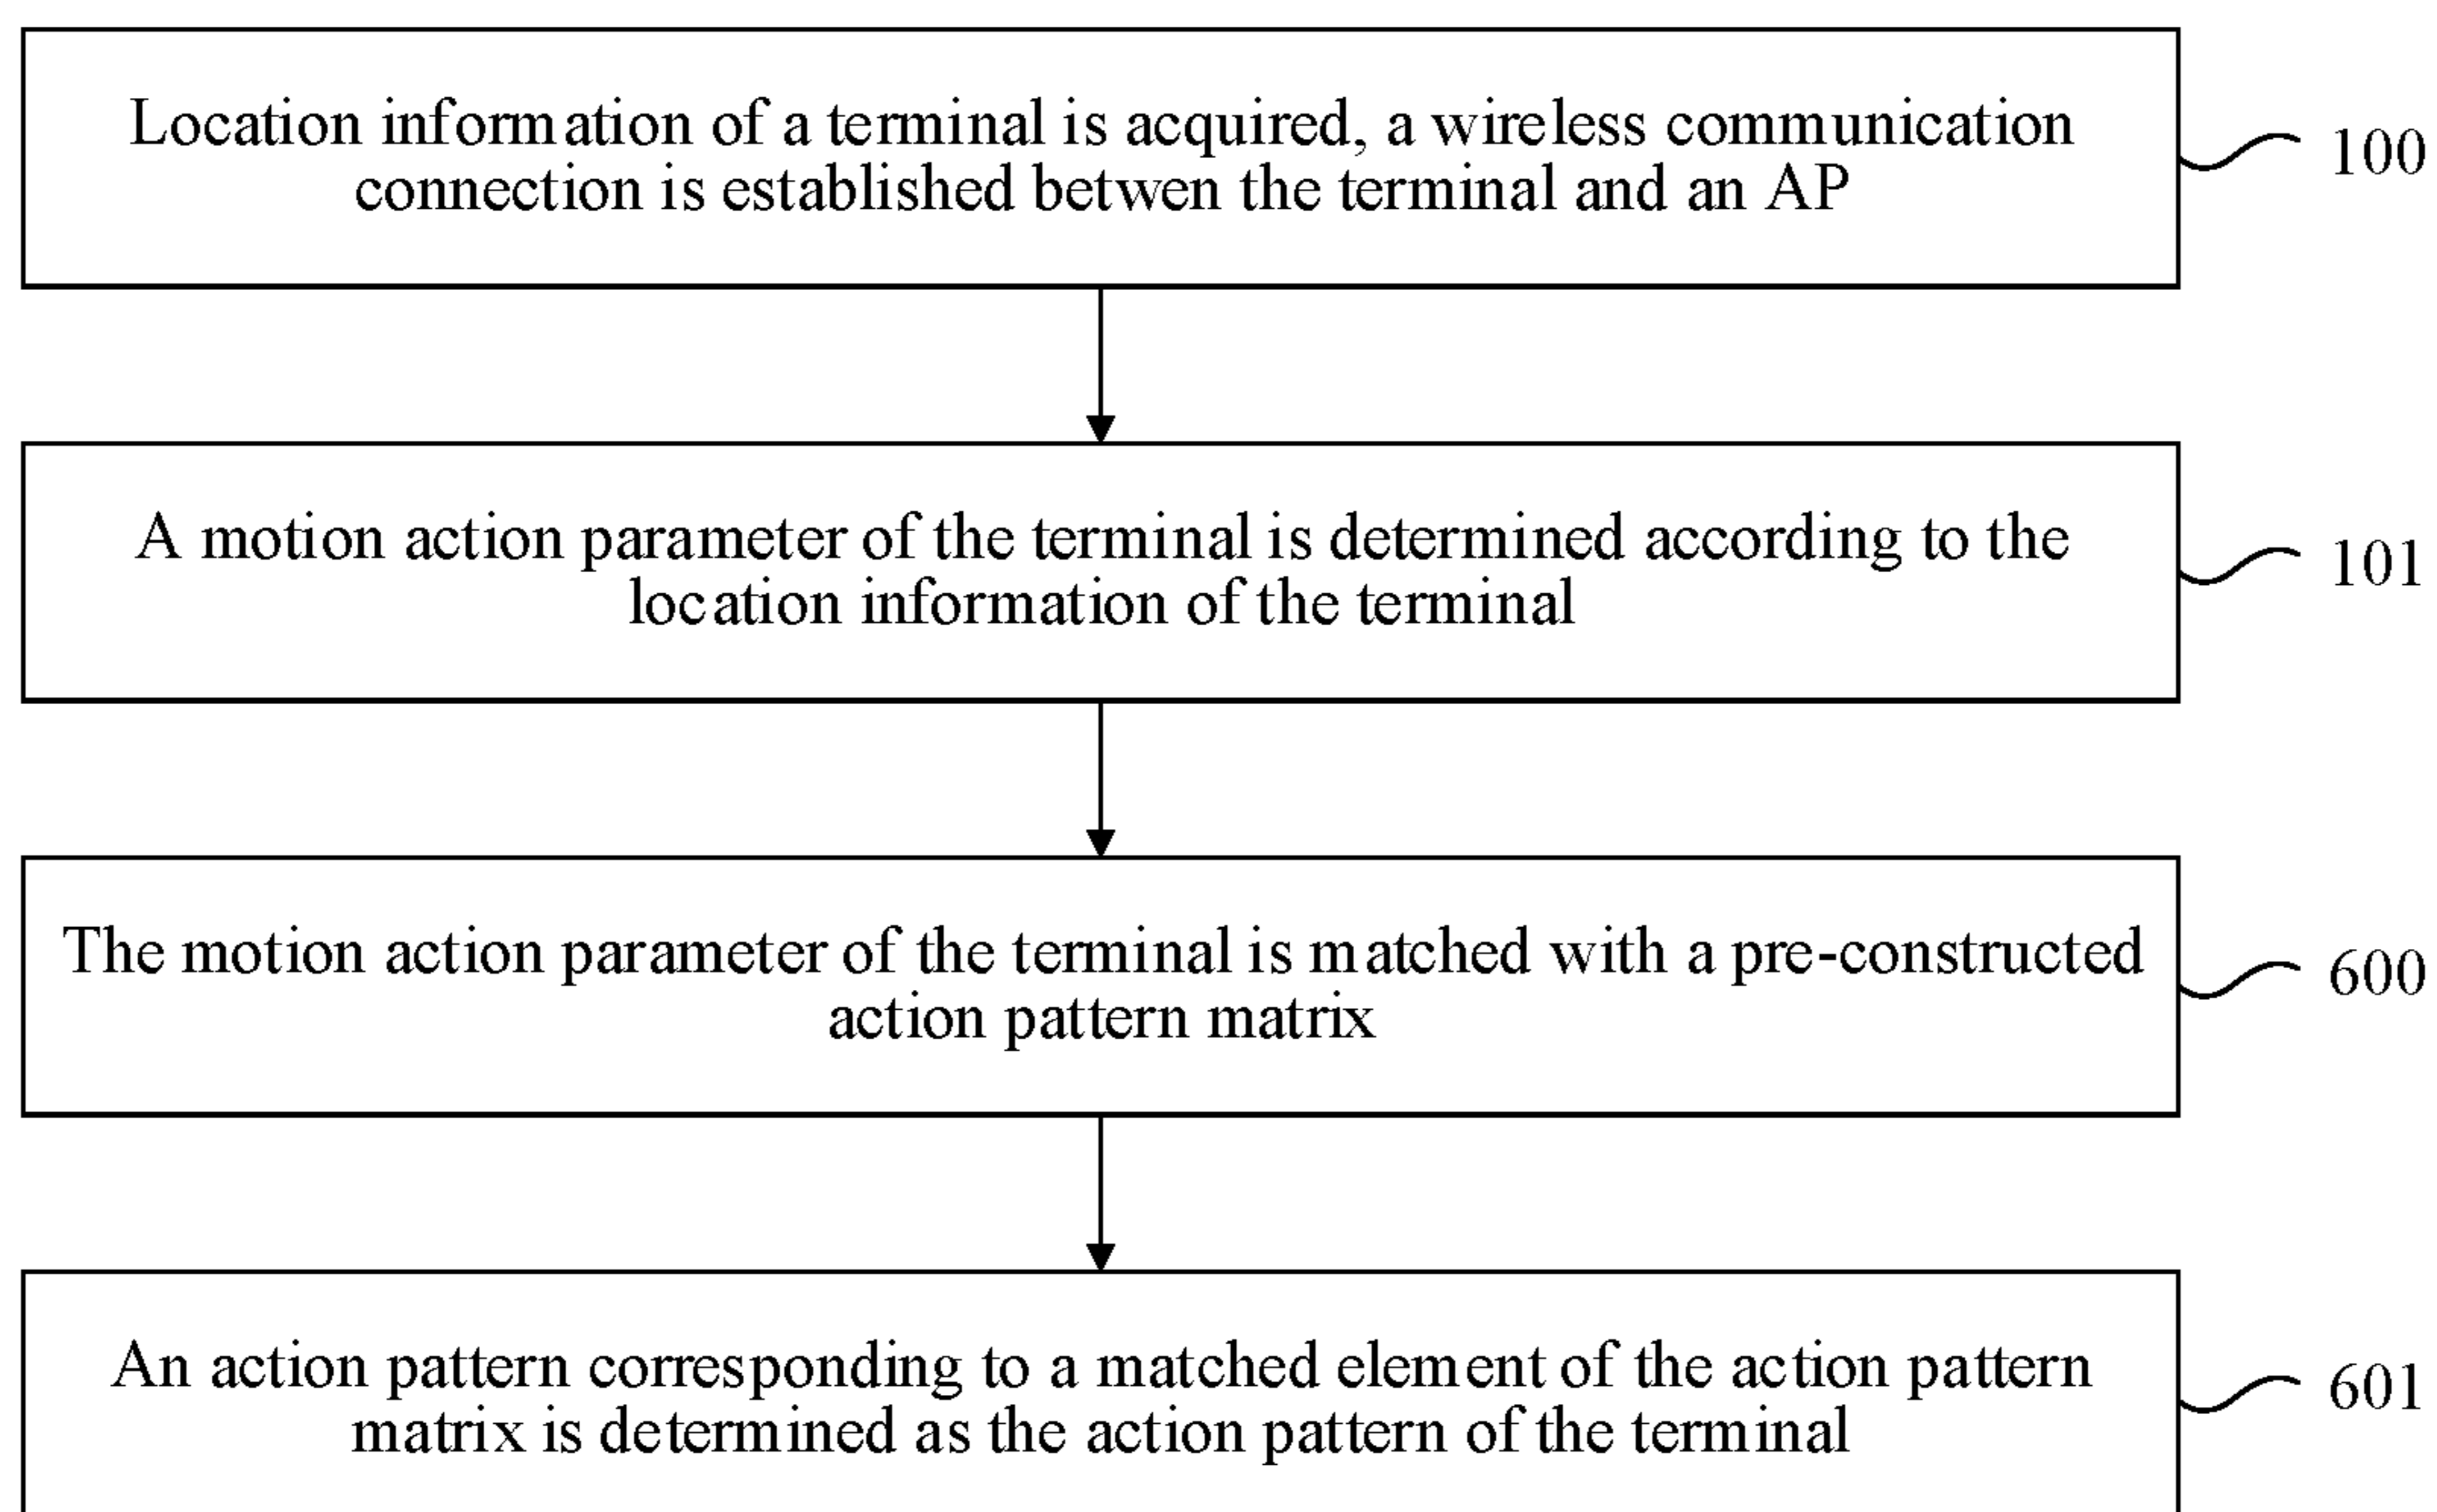 Location information of a terminal is acquired, a wireless communication
connection is established betwen the terminal and an AP
100
A motion action parameter of the terminal is determined according to the
location information of the terminal
101
The motion action parameter of the terminal is matched with a pre-constructed
action pattern matrix
600
An action pattern corresponding to a matched element of the action pattern
matrix is determined as the action pattern of the terminal
601